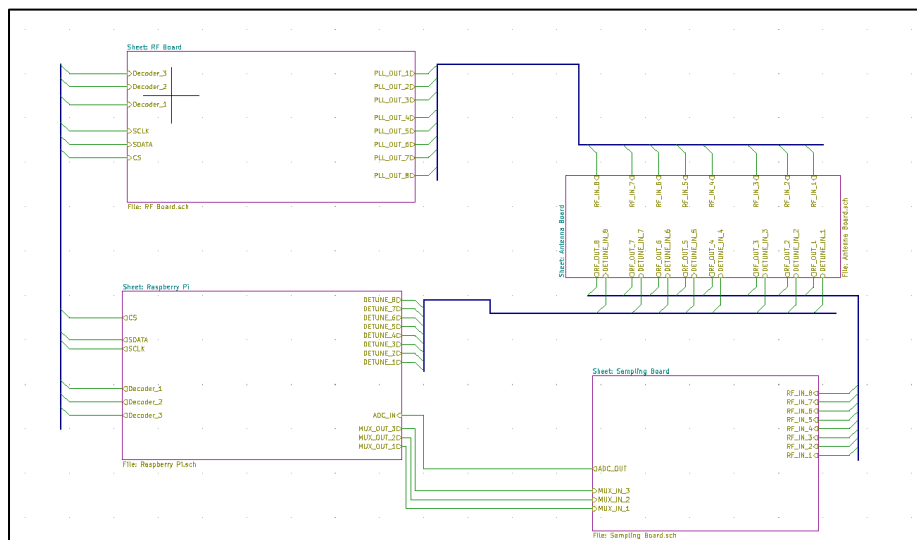 Sheet: RF Board
Decoder_3
Decoder_2
Decoder_1
SCLK
SDATA
CS
PLL_OUT_1
PLL_OUT_2
PLL_OUT_3
PLL_OUT_4
PLL_OUT_5
PLL_OUT_6
PLL_OUT_7
PLL_OUT_8
File: RF Board.sch
Sheet: Antenna Board
RF_IN_8
RF_IN_7
RF_IN_6
RF_IN_5
RF_IN_4
RF_IN_3
RF_IN_2
RF_IN_1
RF_OUT_8
DETUNE_IN_8
RF_OUT_7
DETUNE_IN_7
RF_OUT_6
DETUNE_IN_6
RF_OUT_5
DETUNE_IN_5
RF_OUT_4
DETUNE_IN_4
RF_OUT_3
DETUNE_IN_3
RF_OUT_2
DETUNE_IN_2
RF_OUT_1
DETUNE_IN_1
File: Antenna Board.sch
Sheet: Raspberry Pi
CS
SDATA
SCLK
Decoder_1
Decoder_2
Decoder_3
DETUNE_8
DETUNE_7
DETUNE_6
DETUNE_5
DETUNE_4
DETUNE_3
DETUNE_2
DETUNE_1
ADC_IN
MUX_OUT_3
MUX_OUT_2
MUX_OUT_1
File: Raspberry Pi.sch
Sheet: Sampling Board
RF_IN_8
RF_IN_7
RF_IN_6
RF_IN_5
RF_IN_4
RF_IN_3
RF_IN_2
RF_IN_1
ADC_OUT
MUX_IN_3
MUX_IN_2
MUX_IN_1
File: Sampling Board.sch